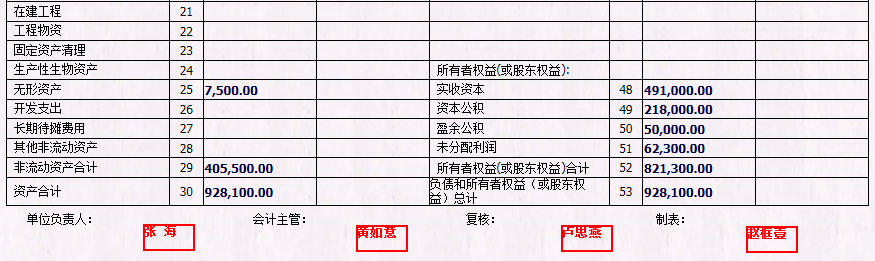 在建工程 21
工程物资 22
固定资产清理 23
生产性生物资产 24 所有者权益(或股东权益):
无形资产 25 7,500.00 实收资本 48 491,000.00
开发支出 26 资本公积 49 218,000.00
长期待摊费用 27 盈余公积 50 50,000.00
其他非流动资产 28 未分配利润 51 62,300.00
非流动资产合计 29 405,500.00 所有者权益(或股东权益)合计 52 821,300.00
资产合计 30 928,100.00 负债和所有者权益（或股东权益）总计 53 928,100.00
单位负责人: 会计主管: 复核: 制表:
张 海 黄如意 卢思燕 赵框壹